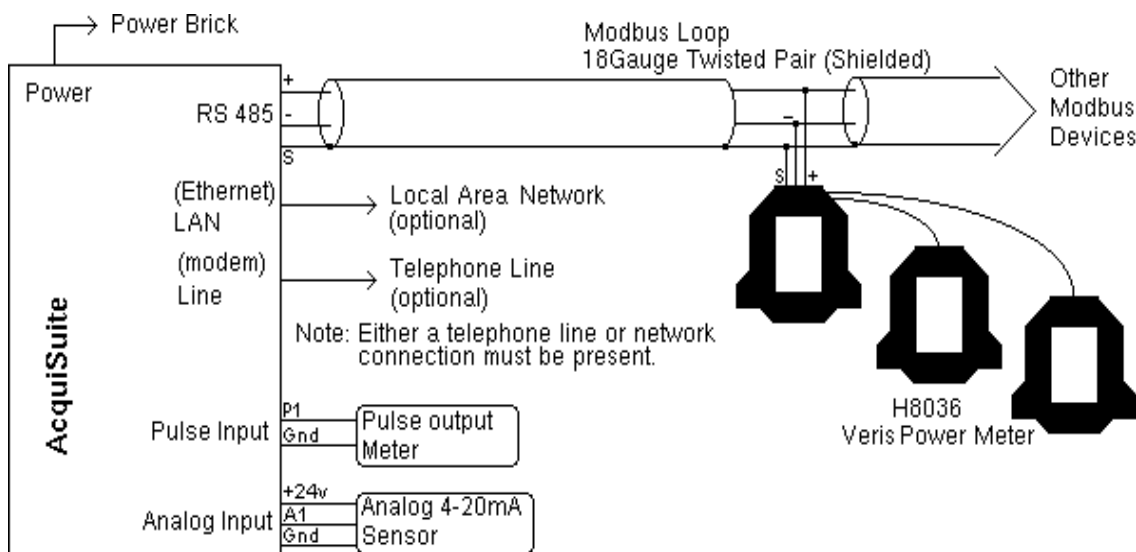 Power Brick
Modbus Loop
18Gauge Twisted Pair (Shielded)
Power
+
RS 485
-
S
Other
Modbus
Devices
-
S
+
(Ethernet)
LAN
Local Area Network
(optional)
(modem)
Line
Telephone Line
(optional)
Note: Either a telephone line or network
connection must be present.
AcquiSuite
H8036
Veris Power Meter
Pulse Input
P1
Gnd
Pulse output
Meter
Analog Input
+24v
A1
Gnd
Analog 4-20mA
Sensor